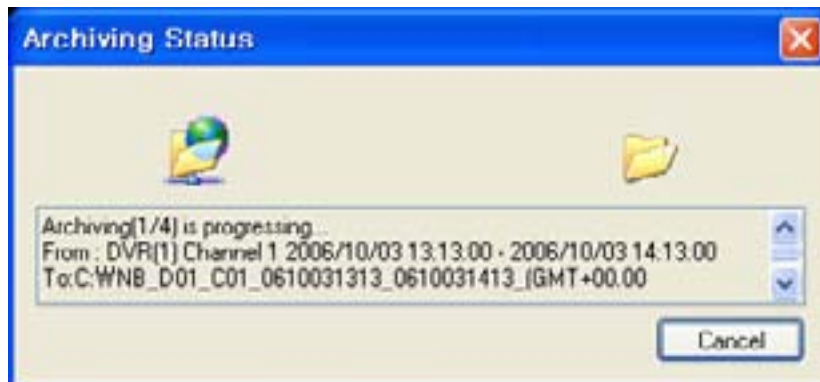 Archiving Status
Archiving(1/4) is progressing...
From : DVR(1) Channel 1 2006/10/03 13.13.00 - 2006/10/03 14.13.00
To:C:₩NB_D01_C01_0610031313_0610031413_(GMT+00.00
Cancel